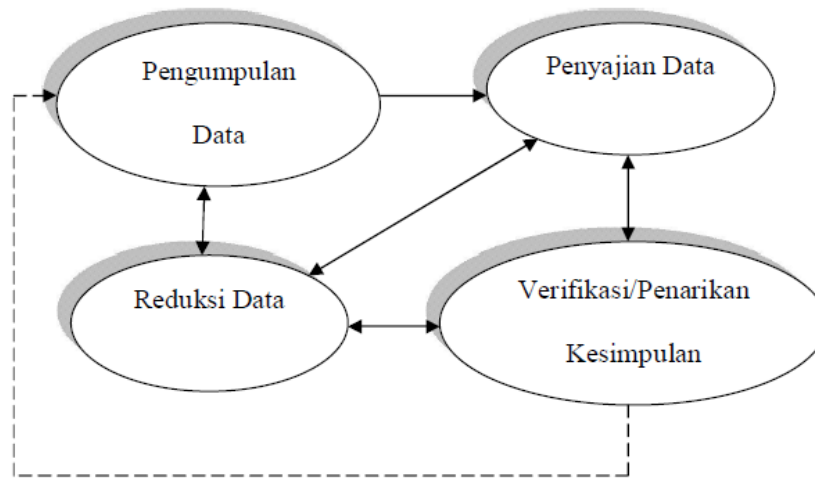 Pengumpulan
Data
Penyajian Data
Reduksi Data
Verifikasi/Penarikan
Kesimpulan